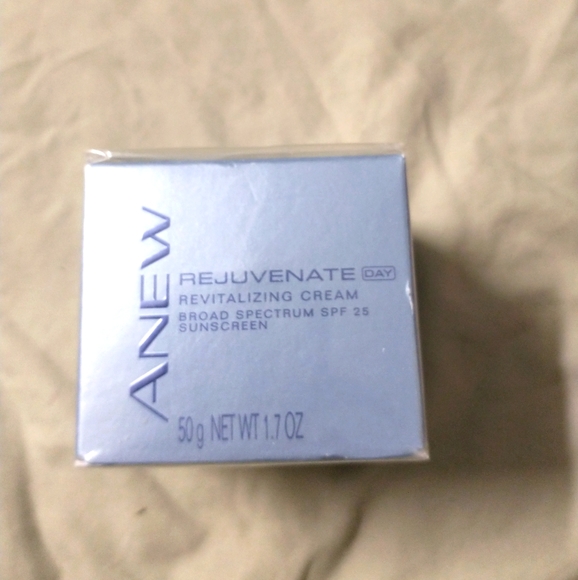 ANEW
REJUVENATE DAY
REVITALIZING CREAM
BROAD SPECTRUM SPF 25
SUNSCREEN
50 g NET WT 1.7 OZ